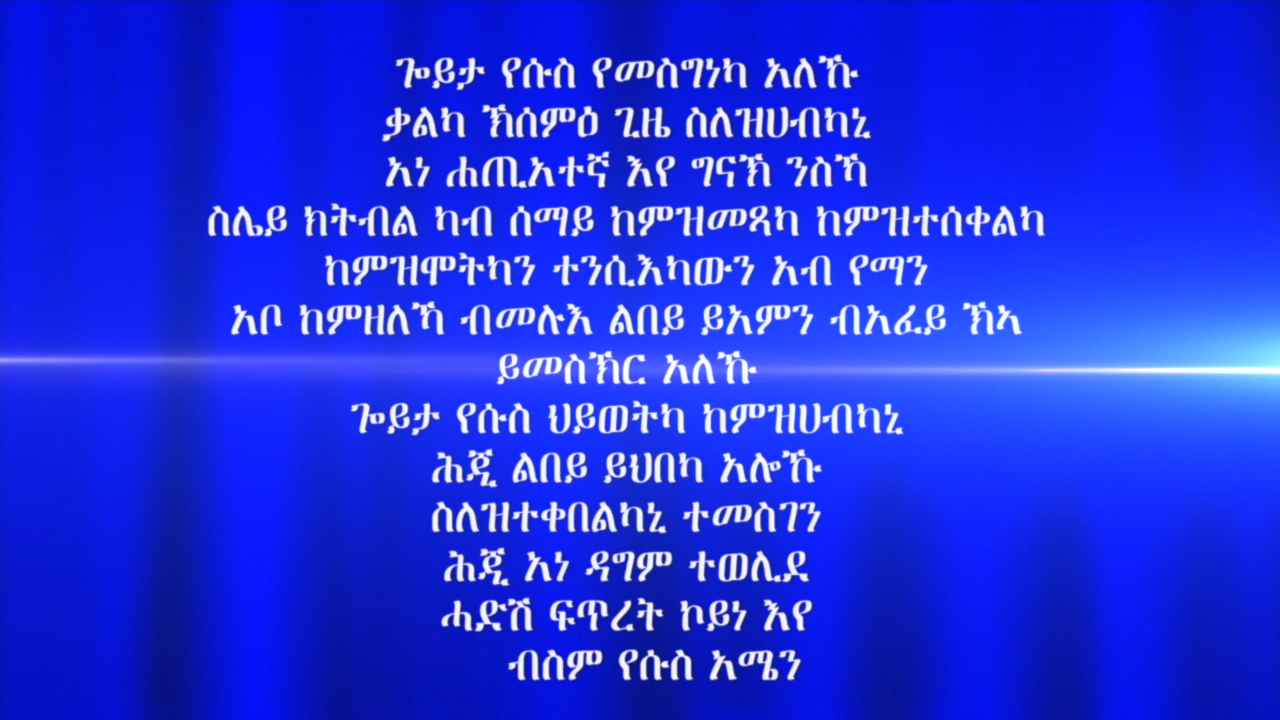 ጐይታ የሱስ የመስግነካ አለኹ
ቃልካ ኽሰምዕ ጊዜ ስለዝሀብካኒ
አነ ሐጢአተኛ እየ ግናኽ ንስኻ
ስሌይ ክትብል ካብ ሰማይ ከምዝመጻካ ከምዝተሰቀልካ
ከምዝሞትካን ተንሲእካውን አብ የማን
አቦ ከምዘለኻ ብመሉእ ልበይ ይአምን ብአፈይ ኽኣ
ይመስኽር አለኹ
ጐይታ የሱስ ህይወትካ ከምዝሀብካኒ
ሕጂ ልበይ ይህበካ አሎኹ
ስለዝተቀበልካኒ ተመስገን
ሕጂ አነ ዳግም ተወሊደ
ሓድሽ ፍጥረት ኮይነ እየ
ብስም የሱስ አሜን